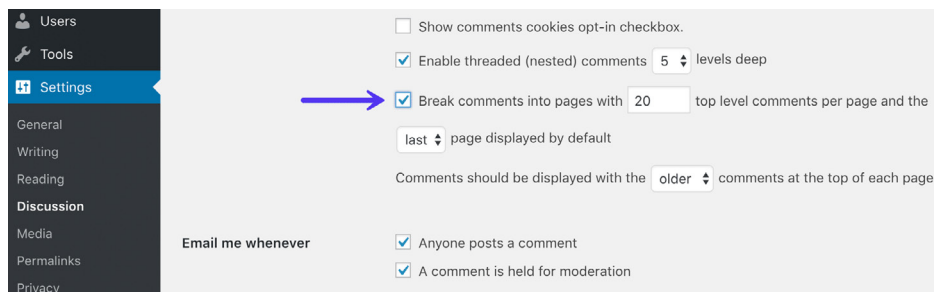 Users
Tools
Settings
General
Writing
Reading
Discussion
Media
Permalinks
Privacy
Show comments cookies opt-in checkbox.
Enable threaded (nested) comments 5 levels deep
Break comments into pages with 20 top level comments per page and the
last page displayed by default
Comments should be displayed with the older comments at the top of each page
Email me whenever
Anyone posts a comment
A comment is held for moderation